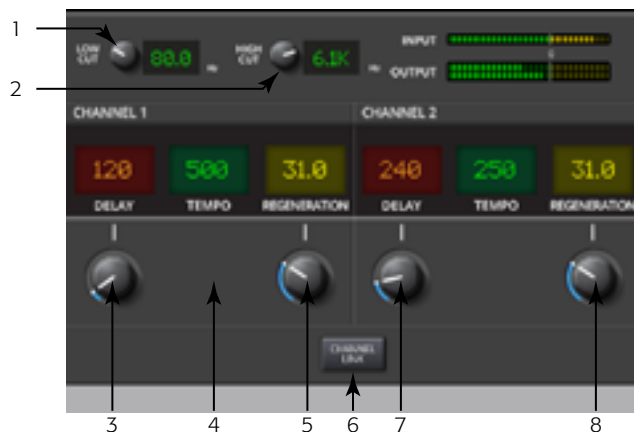 1
LOW CUT 80.0 HIGH CUT 6.1K INPUT
2
OUTPUT
CHANNEL 1 CHANNEL 2
120 500 31.0 240 250 31.0
DELAY TEMPO REGENERATION DELAY TEMPO REGENERATION
CHANNEL
LINK
3 4 5 6 7 8